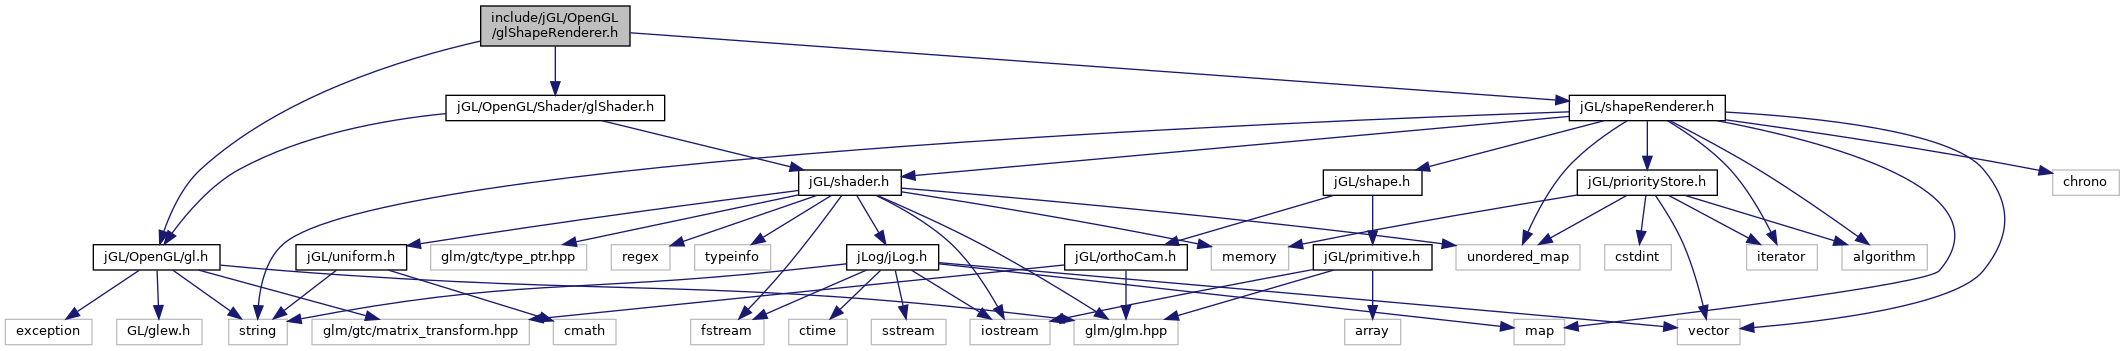 include/jGL/OpenGL
/glShapeRenderer.h
jGL/OpenGL/Shader/glShader.h
jGL/shapeRenderer.h
jGL/shader.h
jGL/shape.h
jGL/priorityStore.h
chrono
jGL/OpenGL/gl.h
jGL/uniform.h
glm/gtc/type_ptr.hpp
regex
typeinfo
jLog/jLog.h
jGL/orthoCam.h
memory
jGL/primitive.h
unordered_map
cstdint
iterator
algorithm
exception
GL/glew.h
string
glm/gtc/matrix_transform.hpp
cmath
fstream
ctime
sstream
iostream
glm/glm.hpp
array
map
vector